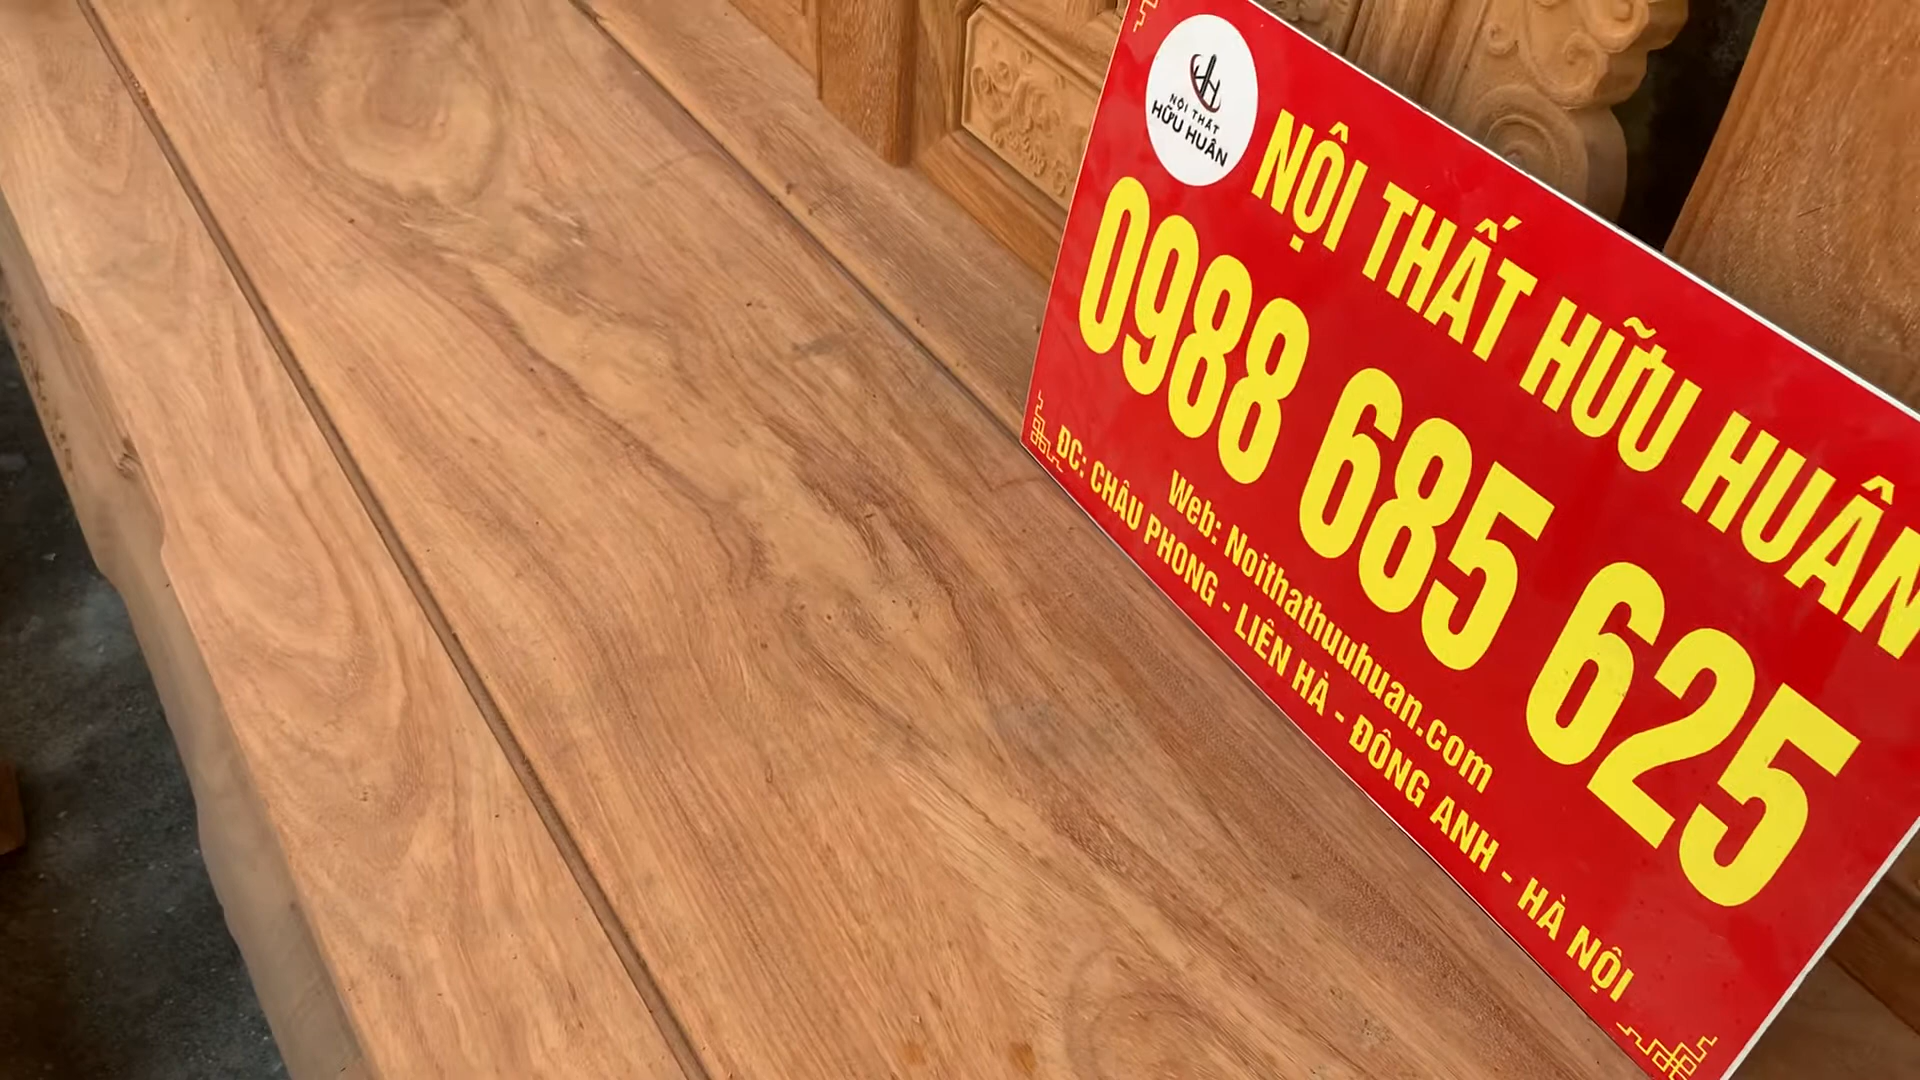 NỘI THẤT
HỮU HUÂN
NỘI THẤT HỮU HUÂN
0988 685 625
Web: Noithathuuhuan.com
ĐC: CHÂU PHONG - LIÊN HÀ - ĐÔNG ANH - HÀ NỘI